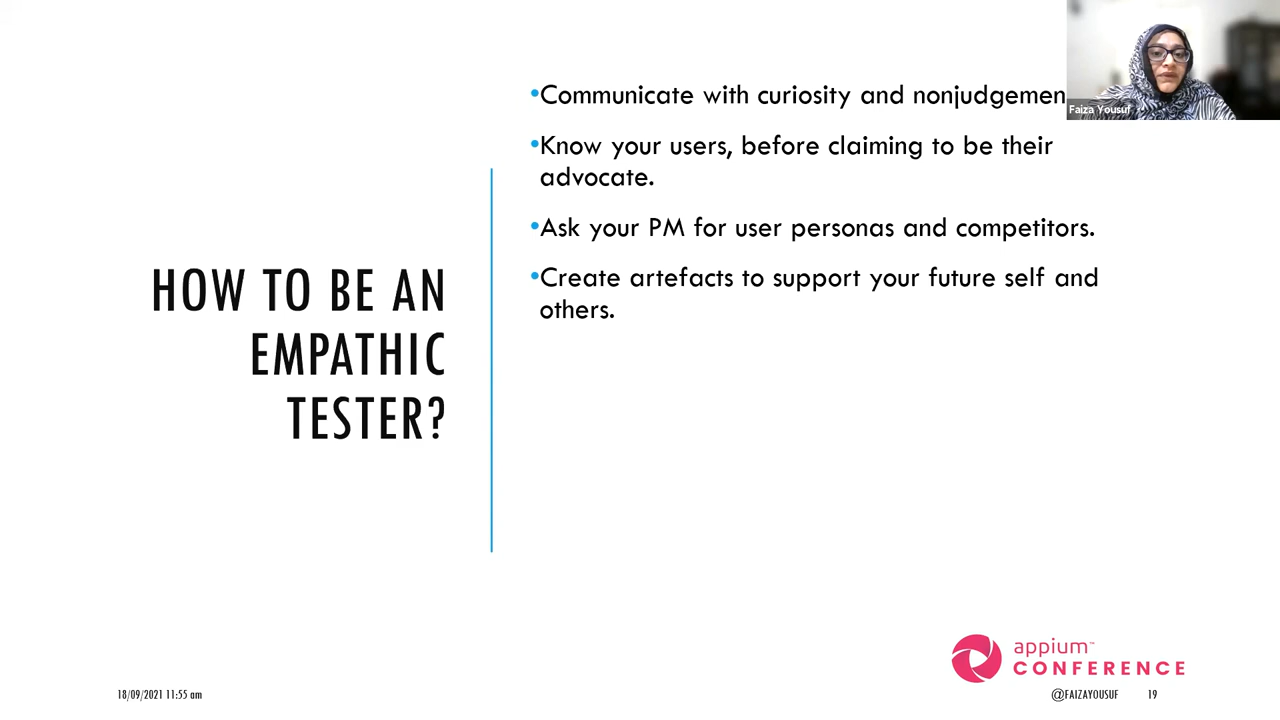 •Communicate with curiosity and nonjudgemen
Faiza Yousuf
•Know your users, before claiming to be their
advocate.
•Ask your PM for user personas and competitors.
•Create artefacts to support your future self and
others.
HOW TO BE AN
EMPATHIC
TESTER?
appium™
CONFERENCE
18/09/2021 11:55 am
@FAIZAYOUSUF
19